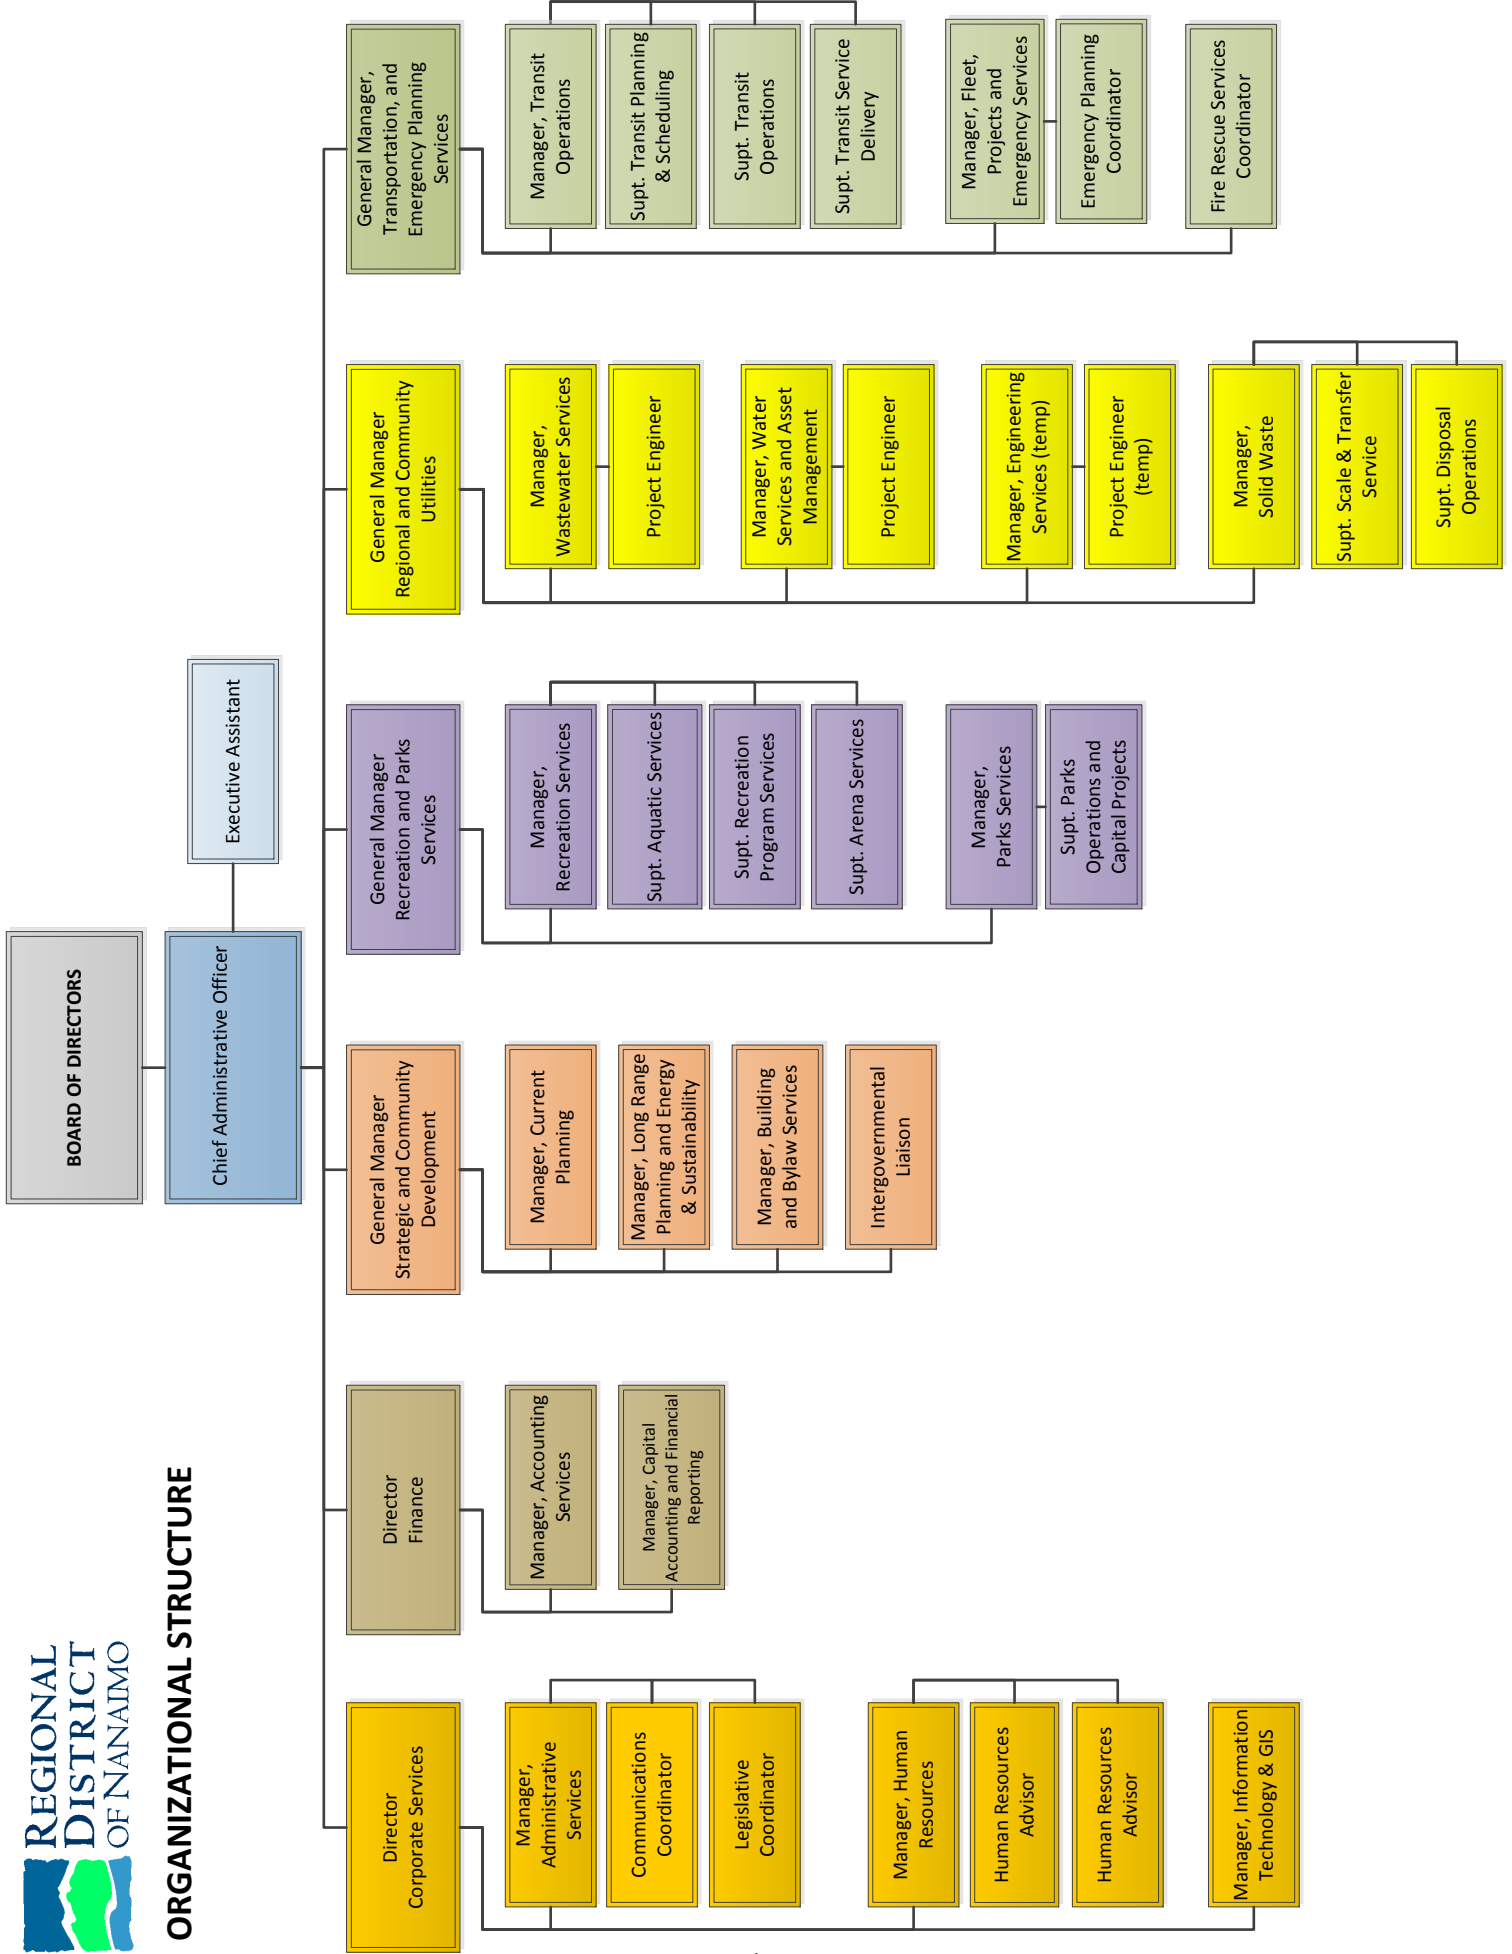 REGIONAL
DISTRICT
OF NANAIMO
ORGANIZATIONAL STRUCTURE
BOARD OF DIRECTORS
Chief Administrative Officer
Executive Assistant
Director
Corporate Services
Manager,
Administrative
Services
Communications
Coordinator
Legislative
Coordinator
Manager, Human
Resources
Human Resources
Advisor
Human Resources
Advisor
Manager, Information
Technology & GIS
Director
Finance
Manager, Accounting
Services
Manager, Capital
Accounting and Financial
Reporting
General Manager
Strategic and Community
Development
Manager, Current
Planning
Manager, Long Range
Planning and Energy
& Sustainability
Manager, Building
and Bylaw Services
Intergovernmental
Liaison
General Manager
Recreation and Parks
Services
Manager,
Recreation Services
Supt. Aquatic Services
Supt. Recreation
Program Services
Supt. Arena Services
Manager,
Parks Services
Supt. Parks
Operations and
Capital Projects
General Manager
Regional and Community
Utilities
Manager,
Wastewater Services
Project Engineer
Manager, Water
Services and Asset
Management
Project Engineer
Manager, Engineering
Services (temp)
Project Engineer
(temp)
Manager,
Solid Waste
Supt. Scale & Transfer
Service
Supt. Disposal
Operations
General Manager,
Transportation, and
Emergency Planning
Services
Manager, Transit
Operations
Supt. Transit Planning
& Scheduling
Supt. Transit
Operations
Supt. Transit Service
Delivery
Manager, Fleet,
Projects and
Emergency Services
Emergency Planning
Coordinator
Fire Rescue Services
Coordinator